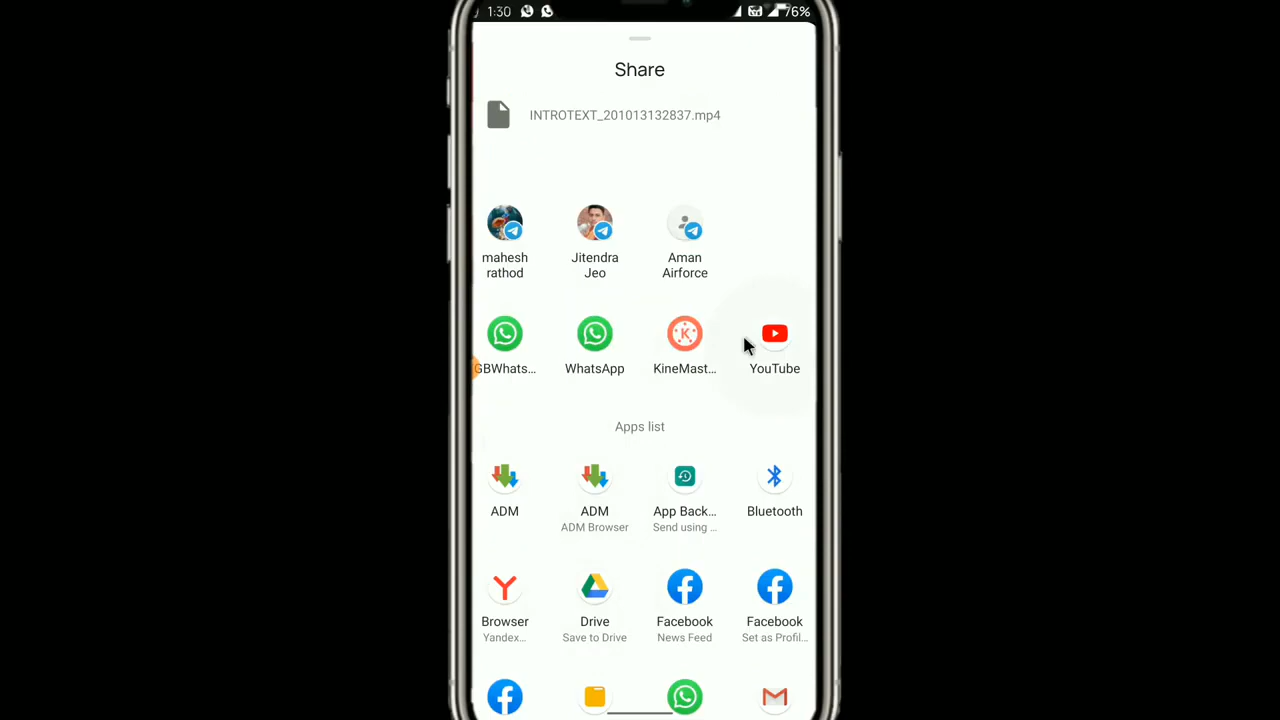 1:30 76%
Share
INTROTEXT_201013132837.mp4
mahesh rathod
Jitendra Jeo
Aman Airforce
GBWhats...
WhatsApp
KineMast...
YouTube
Apps list
ADM
ADM
ADM Browser
App Back...
Send using ...
Bluetooth
Browser
Yandex...
Drive
Save to Drive
Facebook
News Feed
Facebook
Set as Profil...